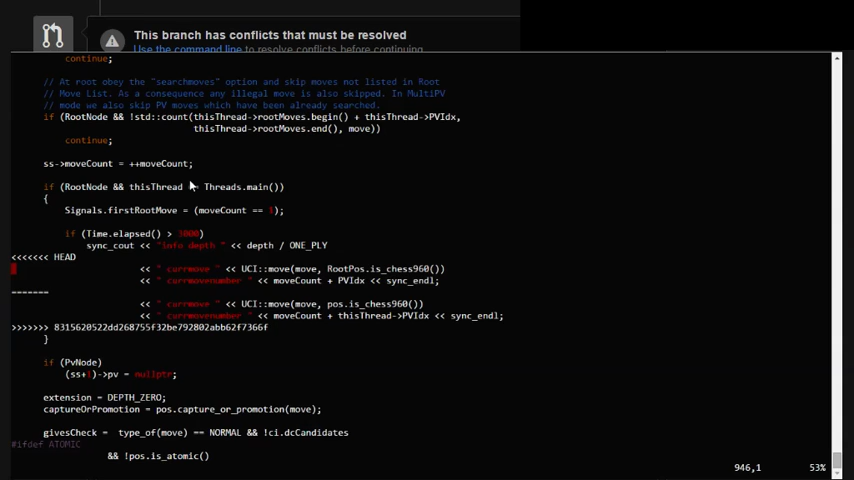 This branch has conflicts that must be resolved
Use the command line to resolve conflicts before continuing.
continue;
// At root obey the "searchmoves" option and skip moves not listed in Root
// Move List. As a consequence any illegal move is also skipped. In MultiPV
// mode we also skip PV moves which have been already searched.
if (RootNode && !std::count(thisThread->rootMoves.begin() + thisThread->PVIdx,
thisThread->rootMoves.end(), move))
continue;
ss->moveCount = ++moveCount;
if (RootNode && thisThread Threads.main())
{
Signals.firstRootMove = (moveCount == 1);
if (Time.elapsed() > 3000)
sync_cout << "info depth " << depth / ONE_PLY
<<<<<<< HEAD
<< " currmove " << UCI::move(move, RootPos.is_chess960())
<< " currmovenumber " << moveCount + PVIdx << sync_endl;
=======
<< " currmove " << UCI::move(move, pos.is_chess960())
<< " currmovenumber " << moveCount + thisThread->PVIdx << sync_endl;
>>>>>>> 8315620522dd268755f32be792802abb62f7366f
}
if (PvNode)
(ss+1)->pv = nullptr;
extension = DEPTH_ZERO;
captureOrPromotion = pos.capture_or_promotion(move);
givesCheck = type_of(move) == NORMAL && !ci.dcCandidates
#ifdef ATOMIC
&& !pos.is_atomic()
946,1 53%